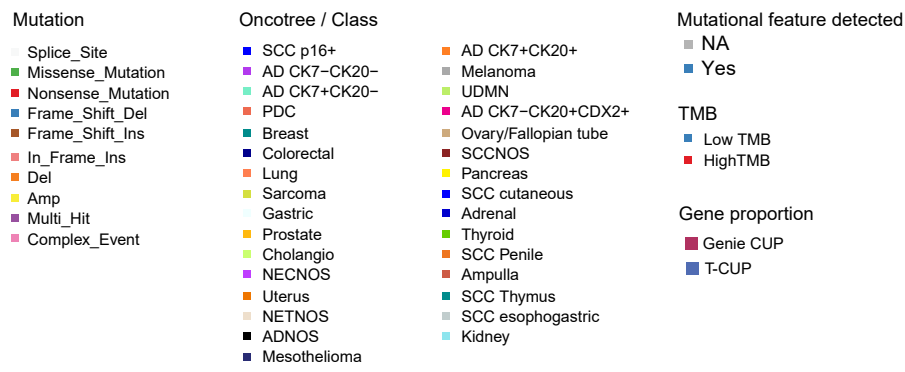 Mutation
Splice_Site
Missense_Mutation
Nonsense_Mutation
Frame_Shift_Del
Frame_Shift_Ins
In_Frame_Ins
Del
Amp
Multi_Hit
Complex_Event
Oncotree / Class
SCC p16+
AD CK7−CK20−
AD CK7+CK20−
PDC
Breast
Colorectal
Lung
Sarcoma
Gastric
Prostate
Cholangio
NECNOS
Uterus
NETNOS
ADNOS
Mesothelioma
AD CK7+CK20+
Melanoma
UDMN
AD CK7−CK20+CDX2+
Ovary/Fallopian tube
SCCNOS
Pancreas
SCC cutaneous
Adrenal
Thyroid
SCC Penile
Ampulla
SCC Thymus
SCC esophogastric
Kidney
Mutational feature detected
NA
Yes
TMB
Low TMB
HighTMB
Gene proportion
Genie CUP
T-CUP